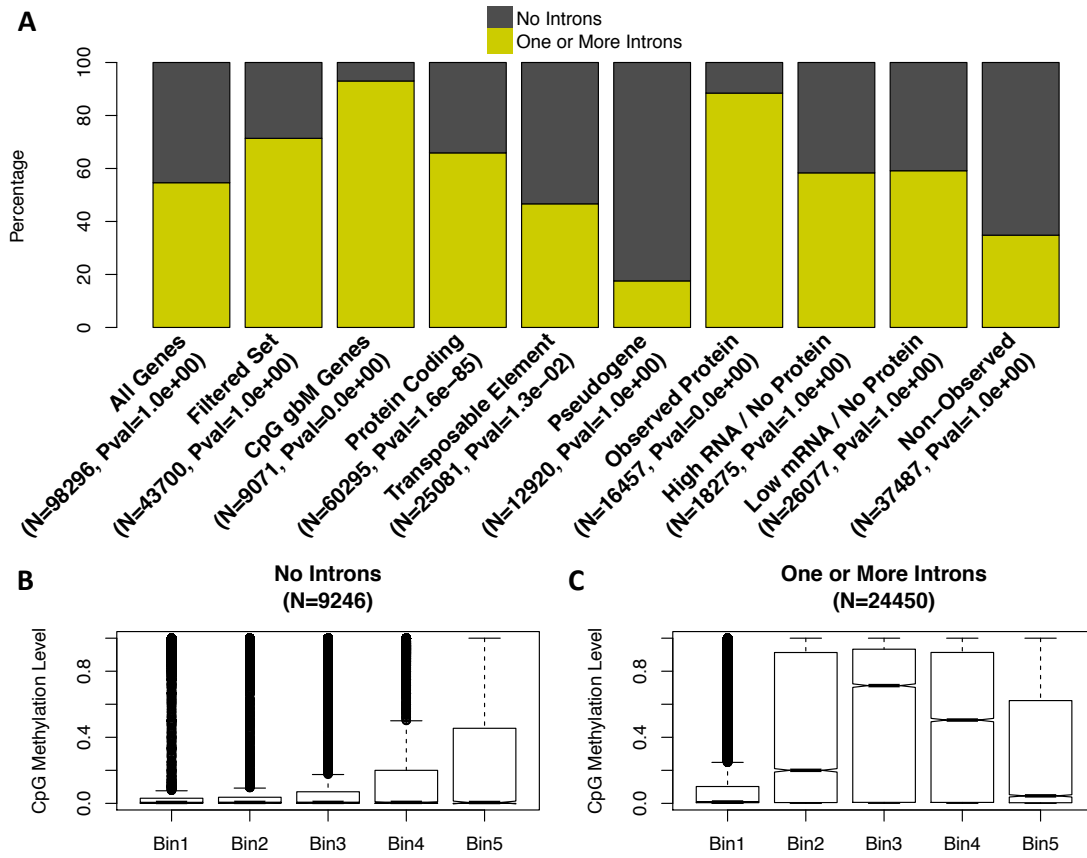 A
No Introns
One or More Introns
Percentage
100
80
60
40
20
0
All Genes
(N=98296, Pval=1.0e+00)
Filtered Set
(N=43700, Pval=1.0e+00)
CpG gbM Genes
(N=9071, Pval=0.0e+00)
Protein Coding
(N=60295, Pval=1.6e−85)
Transposable Element
(N=25081, Pval=1.3e−02)
Pseudogene
(N=12920, Pval=1.0e+00)
Observed Protein
(N=16457, Pval=0.0e+00)
High RNA / No Protein
(N=18275, Pval=1.0e+00)
Low mRNA / No Protein
(N=26077, Pval=1.0e+00)
Non−Observed
(N=37487, Pval=1.0e+00)
B
No Introns
(N=9246)
CpG Methylation Level
0.8
0.4
0.0
Bin1 Bin2 Bin3 Bin4 Bin5
C
One or More Introns
(N=24450)
CpG Methylation Level
0.8
0.4
0.0
Bin1 Bin2 Bin3 Bin4 Bin5